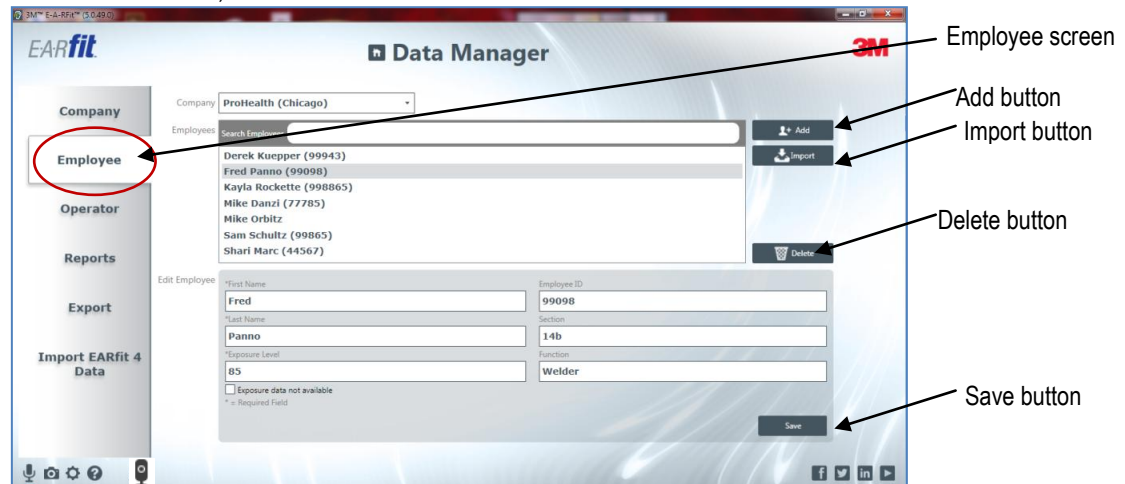 3M™ E-A-RFit™ (5.0.49.0)
E·A·Rfit
Data Manager
3M
Employee screen
Add button
Import button
Delete button
Save button
Company
Employee
Operator
Reports
Export
Import EARfit 4
Data
Company ProHealth (Chicago)
Employees Search Employees
Add
Import
Derek Kuepper (99943)
Fred Panno (99098)
Kayla Rockette (998865)
Mike Danzi (77785)
Mike Orbitz
Sam Schultz (99865)
Shari Marc (44567)
Delete
Edit Employee
*First Name Employee ID
Fred 99098
*Last Name Section
Panno 14b
*Exposure Level Function
85 Welder
Exposure data not available
* = Required Field
Save